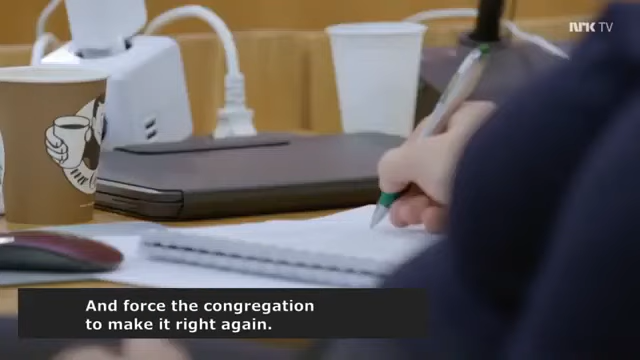 NRK TV
And force the congregation
to make it right again.